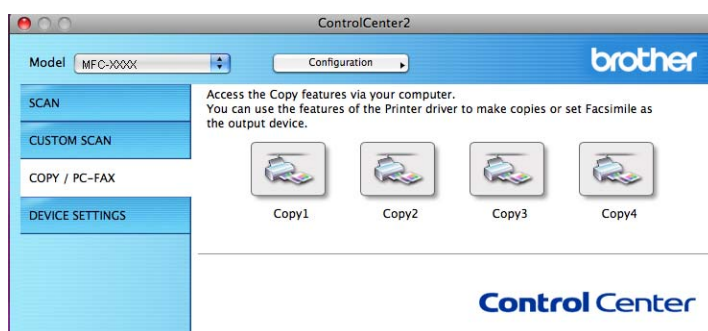 ControlCenter2
Model MFC-XXXX Configuration brother
SCAN
CUSTOM SCAN
COPY / PC-FAX
DEVICE SETTINGS
Access the Copy features via your computer.
You can use the features of the Printer driver to make copies or set Facsimile as
the output device.
Copy1 Copy2 Copy3 Copy4
Control Center